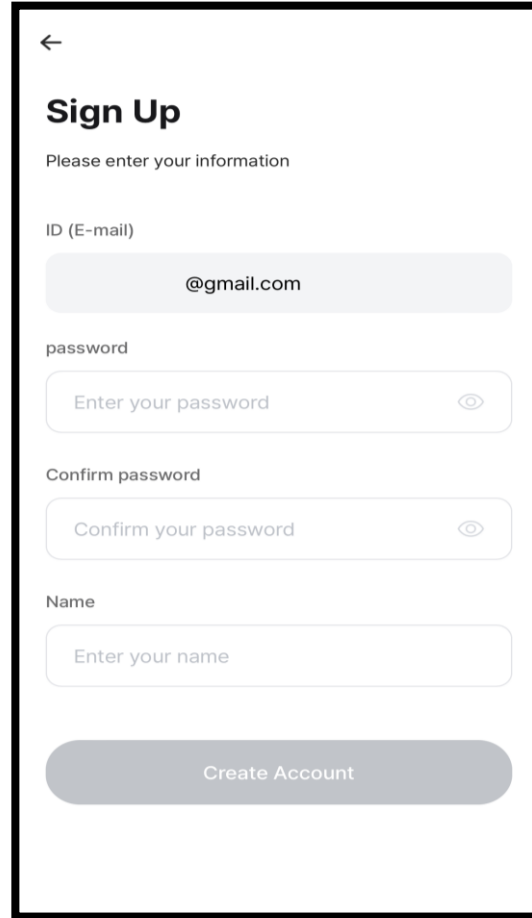 Sign Up
Please enter your information
ID (E-mail)
@gmail.com
password
Enter your password
Confirm password
Confirm your password
Name
Enter your name
Create Account